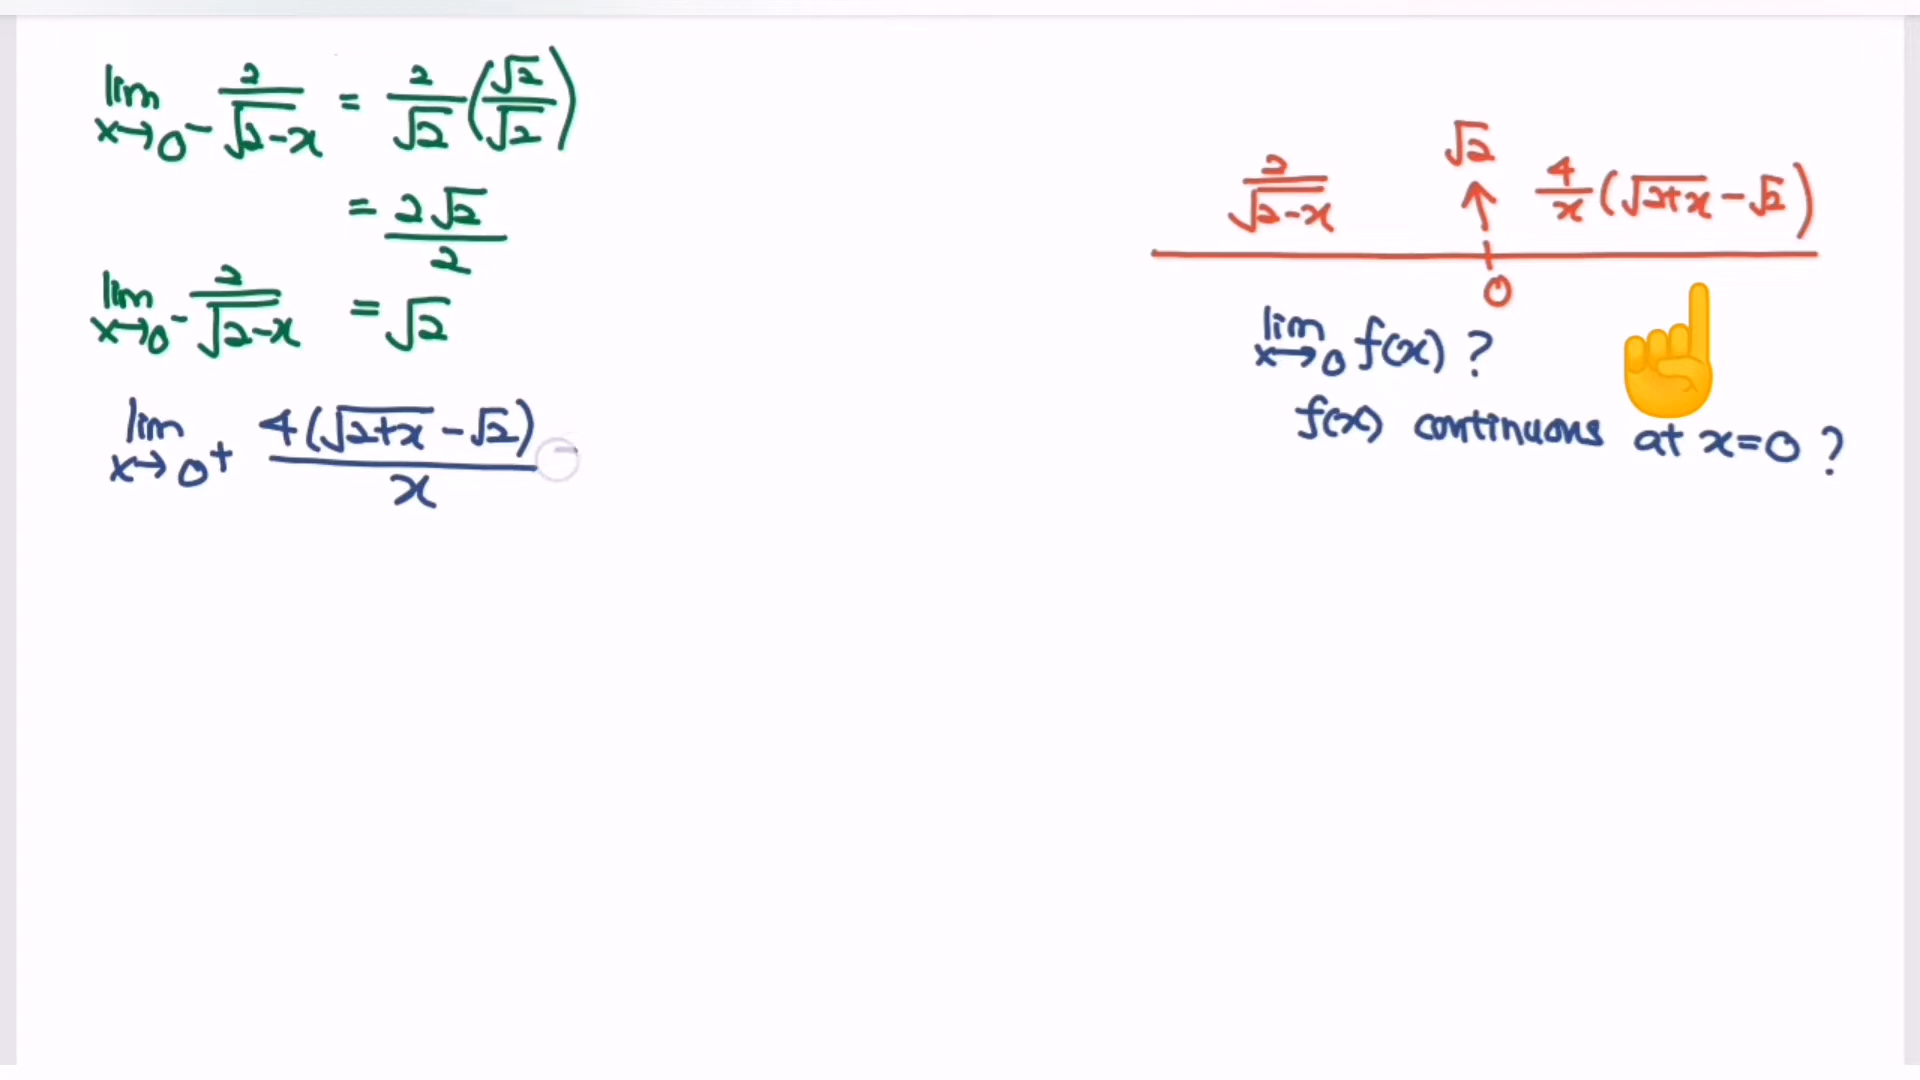 lim x→0⁻ 2/√(2-x) = 2/√2 (√2/√2)
= 2√2/2
lim x→0⁻ 2/√(2-x) = √2
lim x→0⁺ 4(√(2+x) - √2)/x =
2/√(2-x) √2 4/x (√(2+x) - √2)
0
lim x→0 f(x) ?
f(x) continuous at x=0 ?